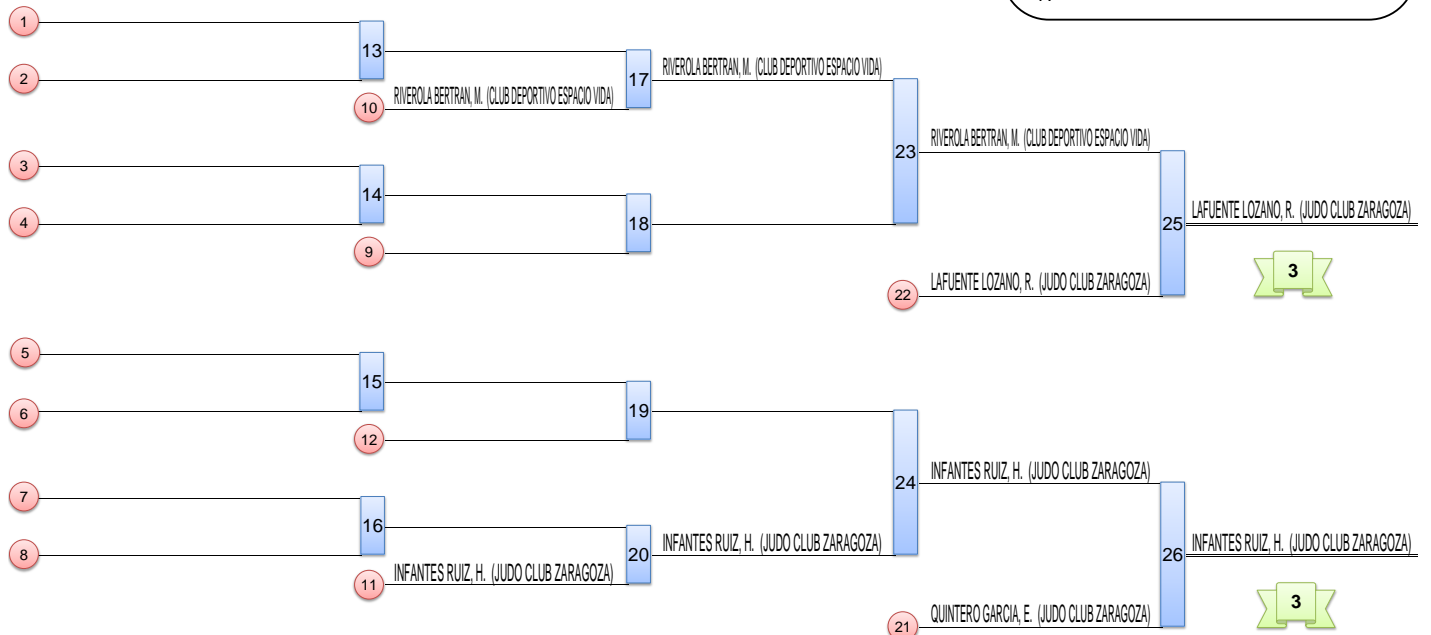 1
13
RIVEROLA BERTRAN, M. (CLUB DEPORTIVO ESPACIO VIDA)
2
17
RIVEROLA BERTRAN, M. (CLUB DEPORTIVO ESPACIO VIDA)
10
RIVEROLA BERTRAN, M. (CLUB DEPORTIVO ESPACIO VIDA)
23
3
14
LAFUENTE LOZANO, R. (JUDO CLUB ZARAGOZA)
4
18
25
9
3
LAFUENTE LOZANO, R. (JUDO CLUB ZARAGOZA)
22
5
15
6
19
12
INFANTES RUIZ, H. (JUDO CLUB ZARAGOZA)
24
7
16
INFANTES RUIZ, H. (JUDO CLUB ZARAGOZA)
INFANTES RUIZ, H. (JUDO CLUB ZARAGOZA)
8
20
26
INFANTES RUIZ, H. (JUDO CLUB ZARAGOZA)
11
3
QUINTERO GARCIA, E. (JUDO CLUB ZARAGOZA)
21